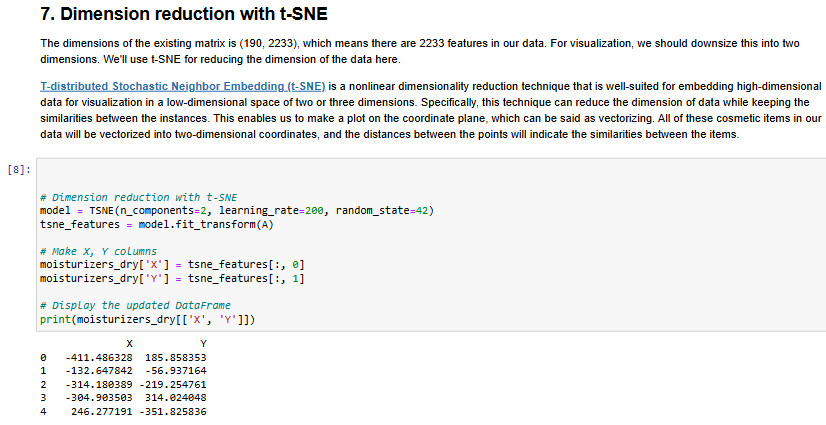 7. Dimension reduction with t-SNE
The dimensions of the existing matrix is (190, 2233), which means there are 2233 features in our data. For visualization, we should downsize this into two
dimensions. We'll use t-SNE for reducing the dimension of the data here.
T-distributed Stochastic Neighbor Embedding (t-SNE) is a nonlinear dimensionality reduction technique that is well-suited for embedding high-dimensional
data for visualization in a low-dimensional space of two or three dimensions. Specifically, this technique can reduce the dimension of data while keeping the
similarities between the instances. This enables us to make a plot on the coordinate plane, which can be said as vectorizing. All of these cosmetic items in our
data will be vectorized into two-dimensional coordinates, and the distances between the points will indicate the similarities between the items.
[8]:
# Dimension reduction with t-SNE
model = TSNE(n_components=2, learning_rate=200, random_state=42)
tsne_features = model.fit_transform(A)
# Make X, Y columns
moisturizers_dry['X'] = tsne_features[:, 0]
moisturizers_dry['Y'] = tsne_features[:, 1]
# Display the updated DataFrame
print(moisturizers_dry[['X', 'Y']])
X Y
0 -411.486328 185.858353
1 -132.647842 -56.937164
2 -314.180389 -219.254761
3 -304.903503 314.024048
4 246.277191 -351.825836